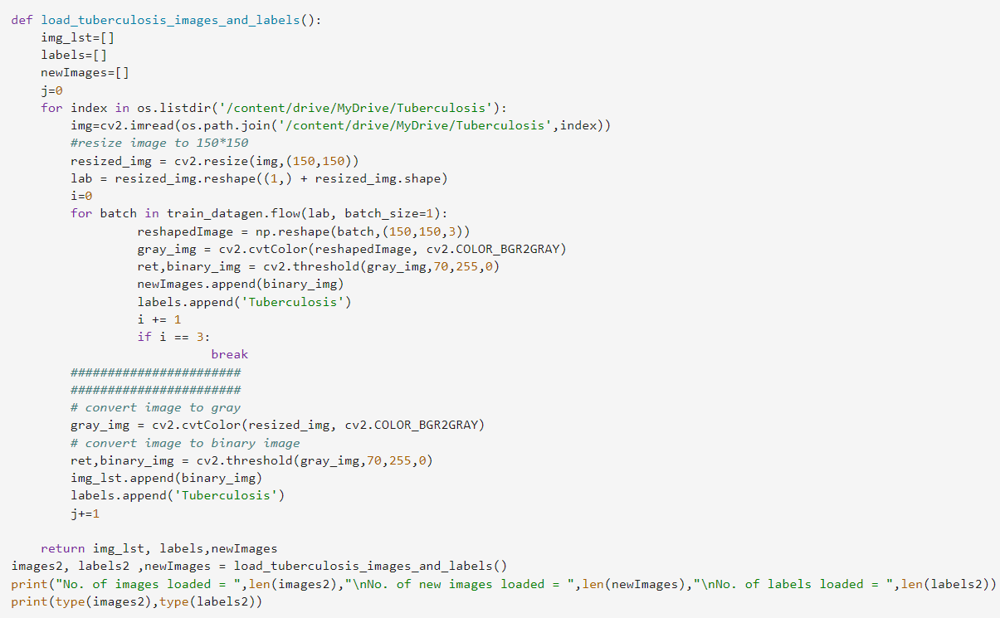 def load_tuberculosis_images_and_labels():
    img_lst=[]
    labels=[]
    newImages=[]
    j=0
    for index in os.listdir('/content/drive/MyDrive/Tuberculosis'):
        img=cv2.imread(os.path.join('/content/drive/MyDrive/Tuberculosis',index))
        #resize image to 150*150
        resized_img = cv2.resize(img,(150,150))
        lab = resized_img.reshape((1,) + resized_img.shape)
        i=0
        for batch in train_datagen.flow(lab, batch_size=1):
                 reshapedImage = np.reshape(batch,(150,150,3))
                 gray_img = cv2.cvtColor(reshapedImage, cv2.COLOR_BGR2GRAY)
                 ret,binary_img = cv2.threshold(gray_img,70,255,0)
                 newImages.append(binary_img)
                 labels.append('Tuberculosis')
                 i += 1
                 if i == 3:
                           break
        #######################
        #######################
        # convert image to gray
        gray_img = cv2.cvtColor(resized_img, cv2.COLOR_BGR2GRAY)
        # convert image to binary image
        ret,binary_img = cv2.threshold(gray_img,70,255,0)
        img_lst.append(binary_img)
        labels.append('Tuberculosis')
        j+=1

    return img_lst, labels,newImages
images2, labels2 ,newImages = load_tuberculosis_images_and_labels()
print("No. of images loaded = ",len(images2),"\nNo. of new images loaded = ",len(newImages),"\nNo. of labels loaded = ",len(labels2))
print(type(images2),type(labels2))